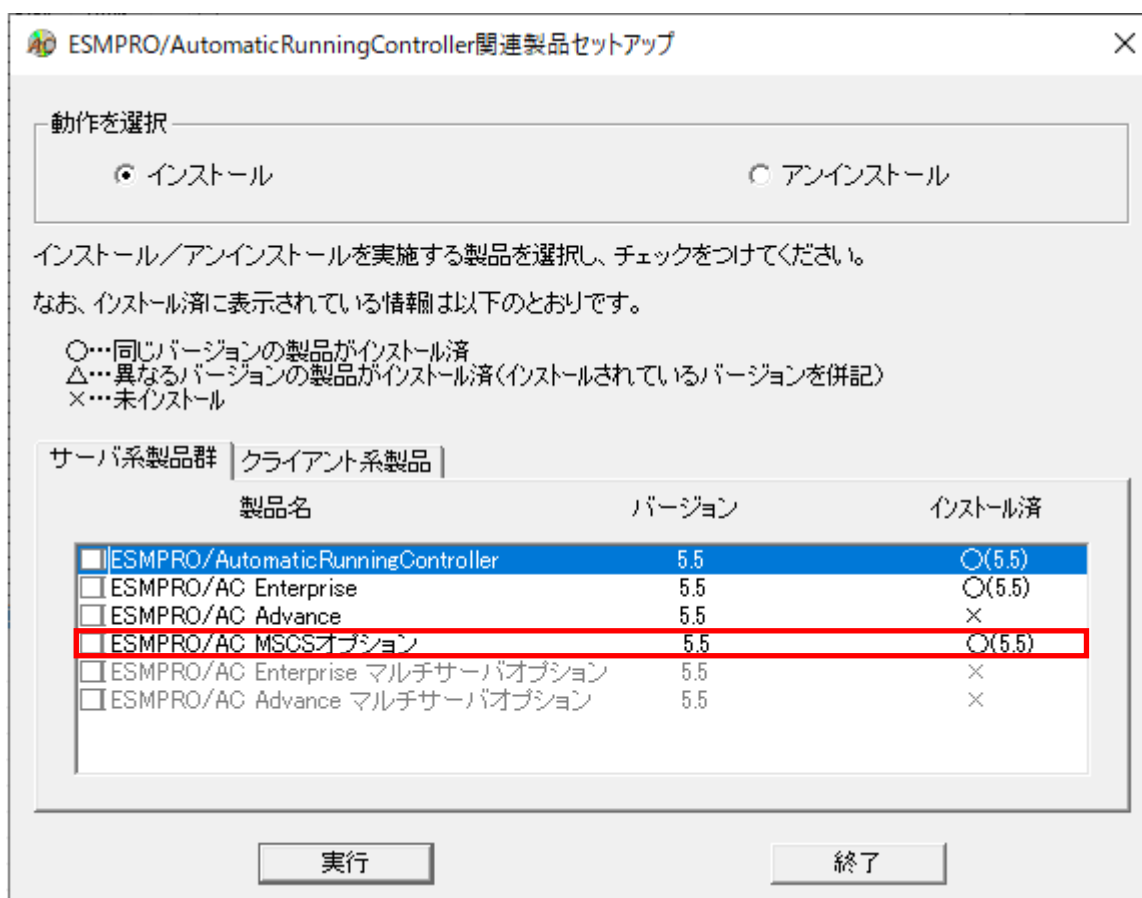 ESMPRO/AutomaticRunningController関連製品セットアップ
動作を選択
インストール アンインストール
インストール／アンインストールを実施する製品を選択し、チェックをつけてください。
なお、インストール済に表示されている情報は以下のとおりです。
○…同じバージョンの製品がインストール済
△…異なるバージョンの製品がインストール済(インストールされているバージョンを併記)
×…未インストール
サーバ系製品群 クライアント系製品
製品名 バージョン インストール済
ESMPRO/AutomaticRunningController 5.5 ○(5.5)
ESMPRO/AC Enterprise 5.5 ○(5.5)
ESMPRO/AC Advance 5.5 ×
ESMPRO/AC MSCSオプション 5.5 ○(5.5)
ESMPRO/AC Enterprise マルチサーバオプション 5.5 ×
ESMPRO/AC Advance マルチサーバオプション 5.5 ×
実行 終了